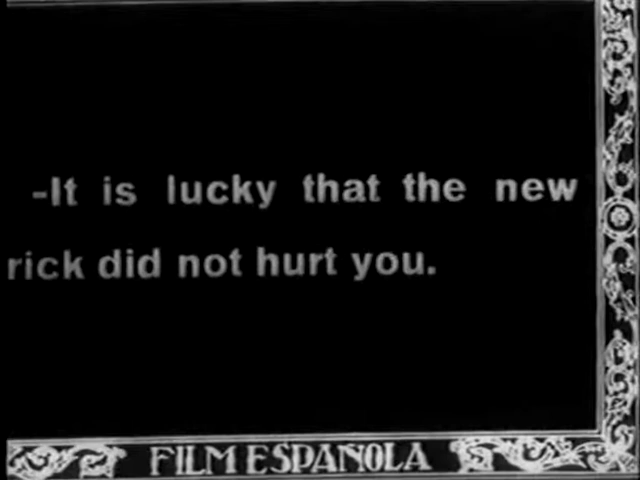 -It is lucky that the new
rick did not hurt you.
FILM ESPAÑOLA